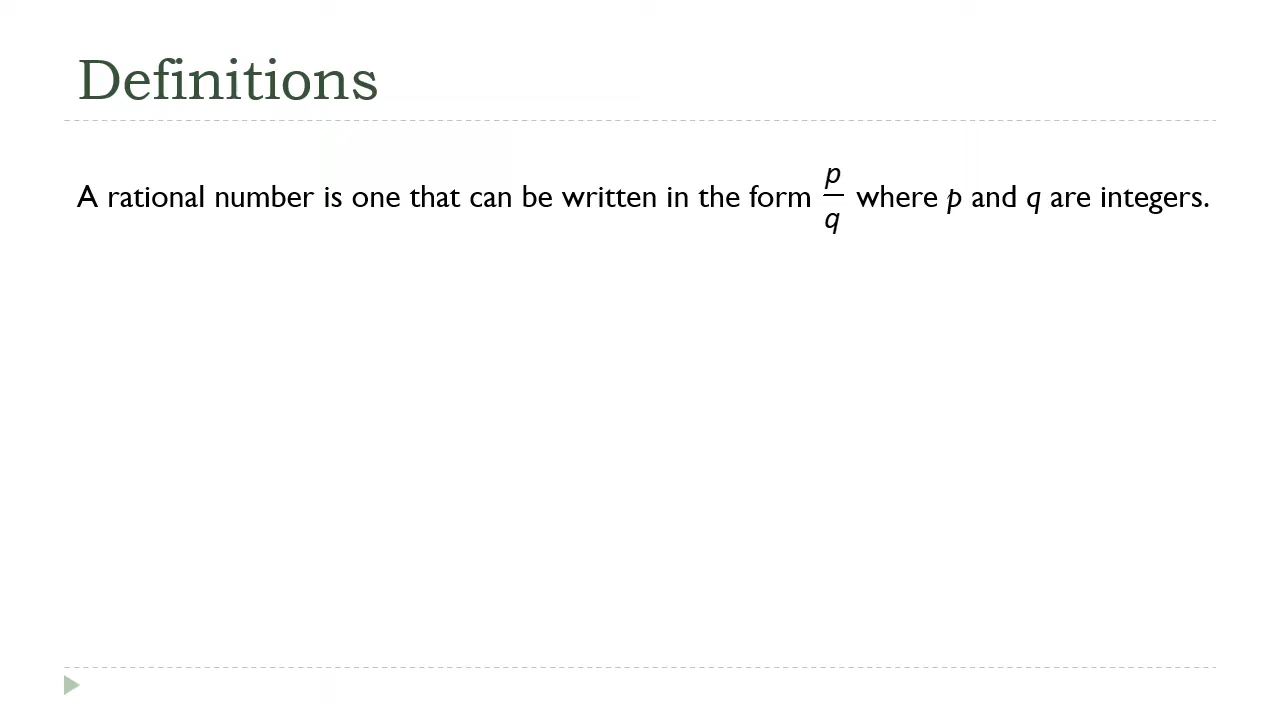 Definitions
A rational number is one that can be written in the form p/q where p and q are integers.